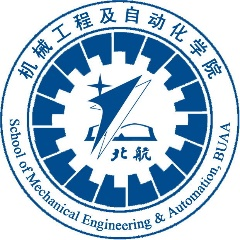 机械工程及自动化学院
北航
School of Mechanical Engineering & Automation, BUAA